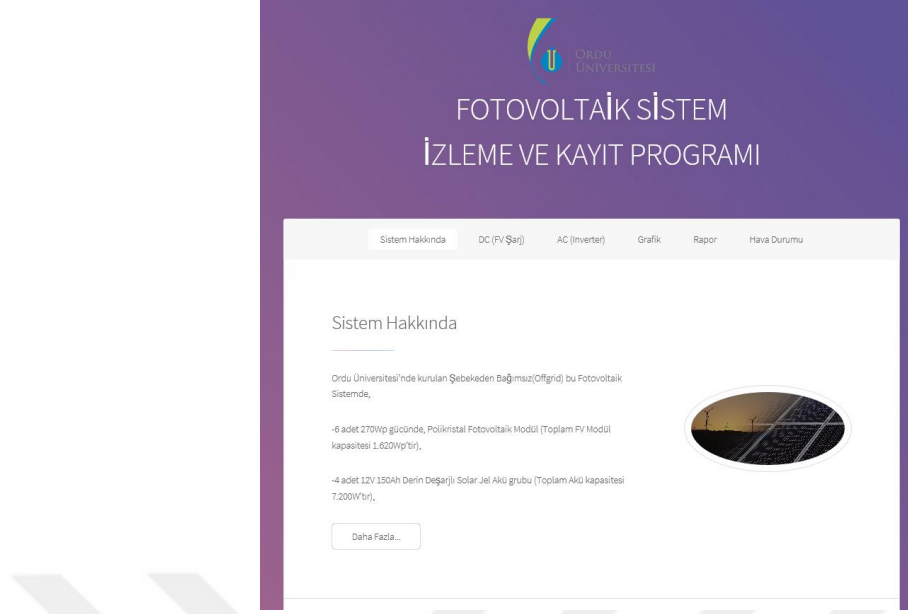 ORDU
ÜNİVERSİTESİ
FOTOVOLTAİK SİSTEM
İZLEME VE KAYIT PROGRAMI
Sistem Hakkında DC (FV Şarj) AC (Inverter) Grafik Rapor Hava Durumu
Sistem Hakkında
Ordu Üniversitesi'nde kurulan Şebekeden Bağımsız(Offgrid) bu Fotovoltaik
Sistemde,
-6 adet 270Wp gücünde, Polikristal Fotovoltaik Modül (Toplam FV Modül
kapasitesi 1.620Wp'tir),
-4 adet 12V 150Ah Derin Deşarjlı Solar Jel Akü grubu (Toplam Akü kapasitesi
7.200W'tır),
Daha Fazla...